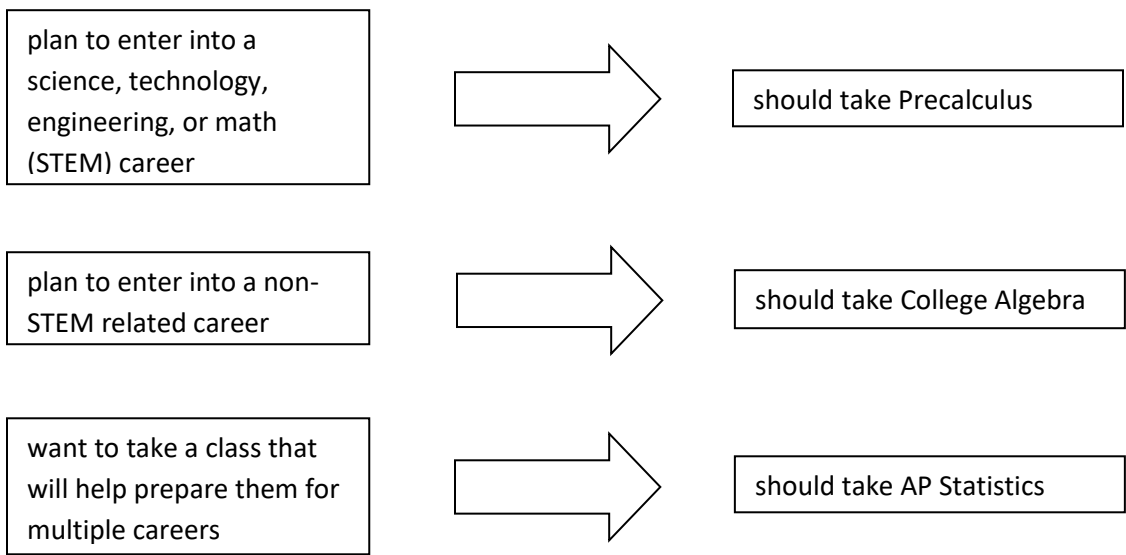 plan to enter into a
science, technology,
engineering, or math
(STEM) career
should take Precalculus
plan to enter into a non-
STEM related career
should take College Algebra
want to take a class that
will help prepare them for
multiple careers
should take AP Statistics